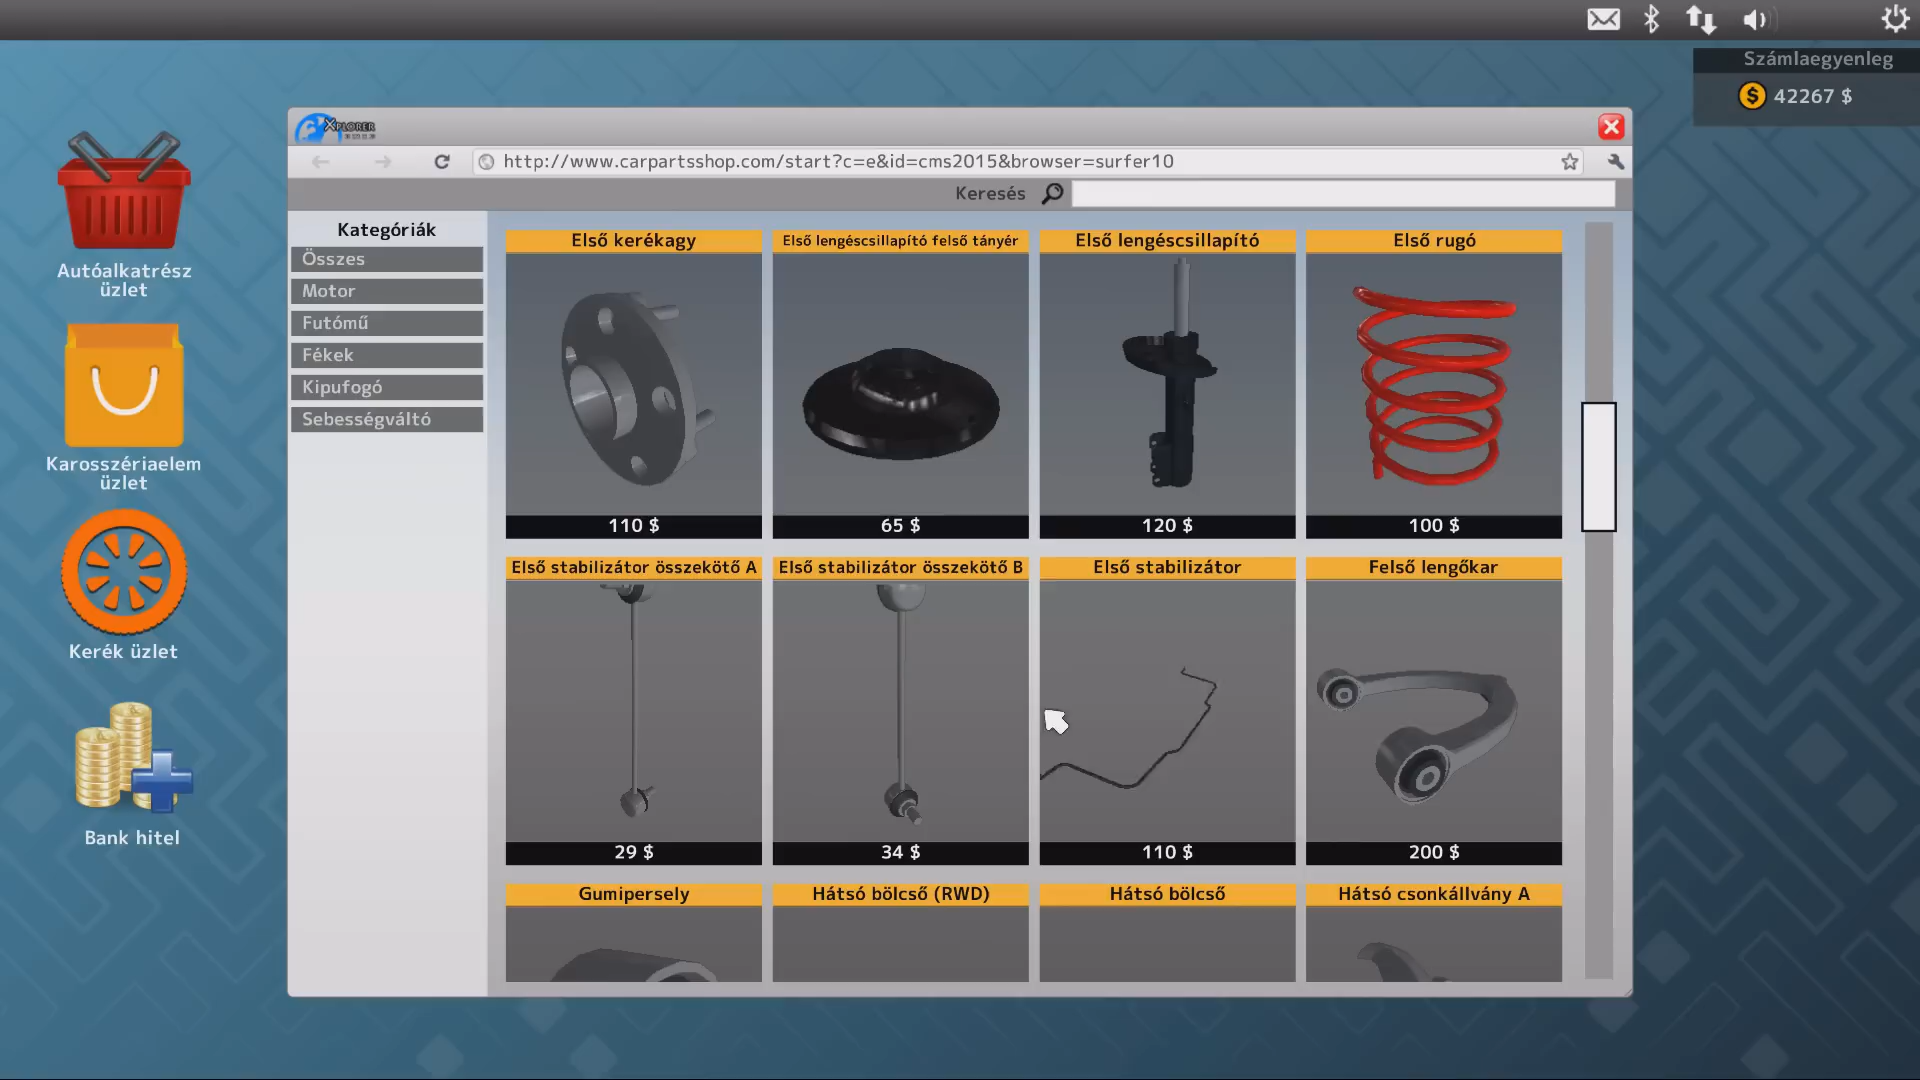 Számlaegyenleg
42267 $
XPLORER
http://www.carpartsshop.com/start?c=e&id=cms2015&browser=surfer10
Keresés
Autóalkatrész
üzlet
Karosszériaelem
üzlet
Kerék üzlet
Bank hitel
Kategóriák
Összes
Motor
Futómű
Fékek
Kipufogó
Sebességváltó
Első kerékagy
Első lengéscsillapító felső tányér
Első lengéscsillapító
Első rugó
110 $
65 $
120 $
100 $
Első stabilizátor összekötő A
Első stabilizátor összekötő B
Első stabilizátor
Felső lengőkar
29 $
34 $
110 $
200 $
Gumipersely
Hátsó bölcső (RWD)
Hátsó bölcső
Hátsó csonkállvány A